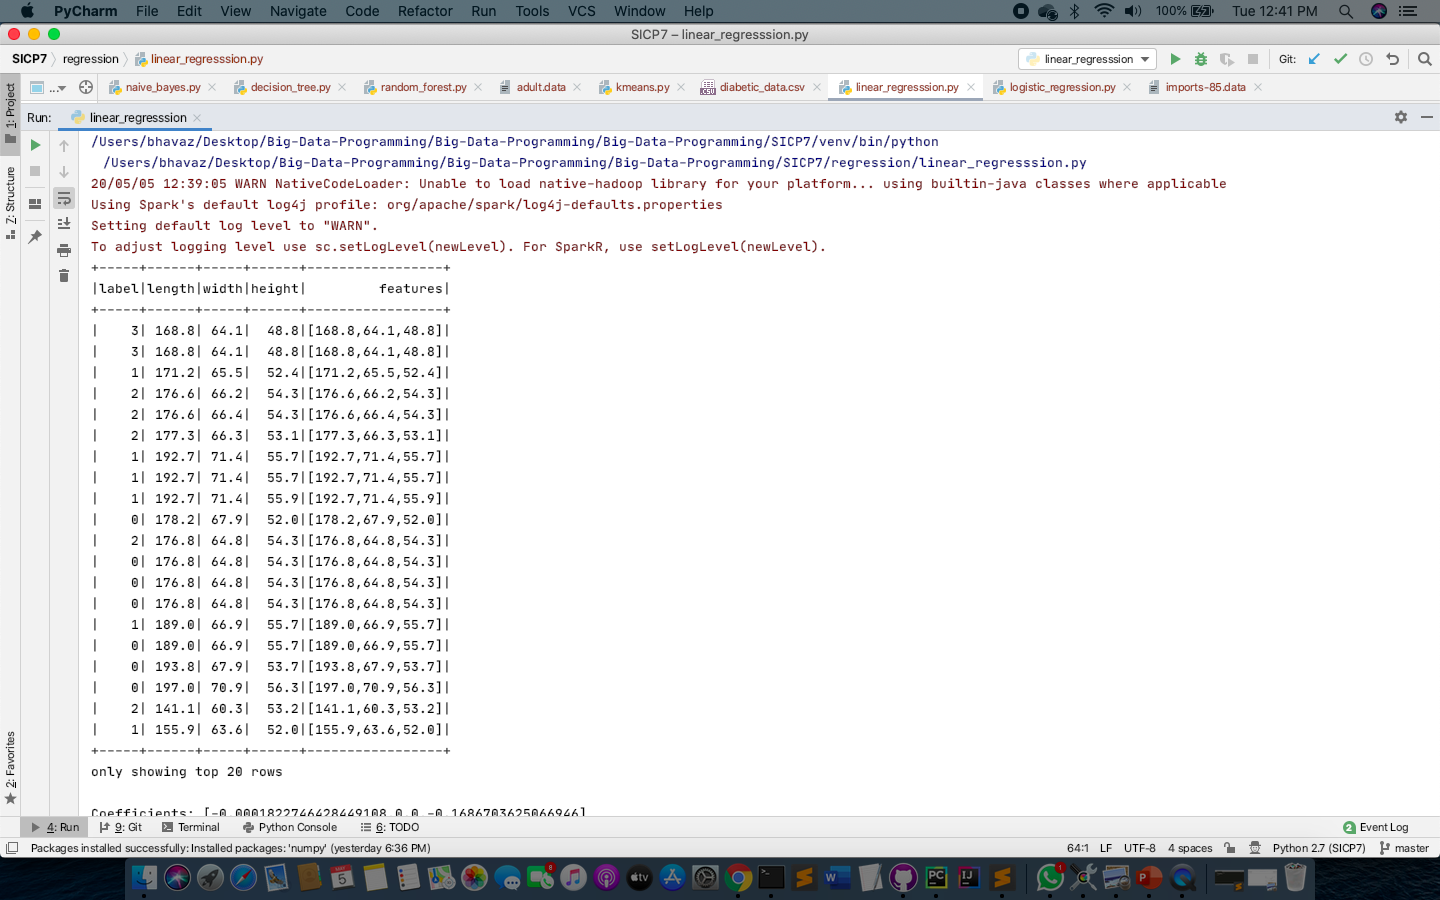 PyCharm File Edit View Navigate Code Refactor Run Tools VCS Window Help 100% Tue 12:41 PM
SICP7 – linear_regresssion.py
SICP7 regression linear_regresssion.py linear_regresssion Git:
1: Project ... naive_bayes.py decision_tree.py random_forest.py adult.data kmeans.py diabetic_data.csv linear_regresssion.py logistic_regression.py imports-85.data
Run: linear_regresssion
/Users/bhavaz/Desktop/Big-Data-Programming/Big-Data-Programming/Big-Data-Programming/SICP7/venv/bin/python
/Users/bhavaz/Desktop/Big-Data-Programming/Big-Data-Programming/Big-Data-Programming/SICP7/regression/linear_regresssion.py
20/05/05 12:39:05 WARN NativeCodeLoader: Unable to load native-hadoop library for your platform... using builtin-java classes where applicable
Using Spark's default log4j profile: org/apache/spark/log4j-defaults.properties
Setting default log level to "WARN".
To adjust logging level use sc.setLogLevel(newLevel). For SparkR, use setLogLevel(newLevel).
+-----+------+-----+------+-----------------+
|label|length|width|height|         features|
+-----+------+-----+------+-----------------+
|    3| 168.8| 64.1|  48.8|[168.8,64.1,48.8]|
|    3| 168.8| 64.1|  48.8|[168.8,64.1,48.8]|
|    1| 171.2| 65.5|  52.4|[171.2,65.5,52.4]|
|    2| 176.6| 66.2|  54.3|[176.6,66.2,54.3]|
|    2| 176.6| 66.4|  54.3|[176.6,66.4,54.3]|
|    2| 177.3| 66.3|  53.1|[177.3,66.3,53.1]|
|    1| 192.7| 71.4|  55.7|[192.7,71.4,55.7]|
|    1| 192.7| 71.4|  55.7|[192.7,71.4,55.7]|
|    1| 192.7| 71.4|  55.9|[192.7,71.4,55.9]|
|    0| 178.2| 67.9|  52.0|[178.2,67.9,52.0]|
|    2| 176.8| 64.8|  54.3|[176.8,64.8,54.3]|
|    0| 176.8| 64.8|  54.3|[176.8,64.8,54.3]|
|    0| 176.8| 64.8|  54.3|[176.8,64.8,54.3]|
|    0| 176.8| 64.8|  54.3|[176.8,64.8,54.3]|
|    1| 189.0| 66.9|  55.7|[189.0,66.9,55.7]|
|    0| 189.0| 66.9|  55.7|[189.0,66.9,55.7]|
|    0| 193.8| 67.9|  53.7|[193.8,67.9,53.7]|
|    0| 197.0| 70.9|  56.3|[197.0,70.9,56.3]|
|    2| 141.1| 60.3|  53.2|[141.1,60.3,53.2]|
|    1| 155.9| 63.6|  52.0|[155.9,63.6,52.0]|
+-----+------+-----+------+-----------------+
only showing top 20 rows
Coefficients: [-0.0001822746428449108,0.0,-0.1686703625066946]
7: Structure
2: Favorites
4: Run 9: Git Terminal Python Console 6: TODO 2 Event Log
Packages installed successfully: Installed packages: 'numpy' (yesterday 6:36 PM) 64:1 LF UTF-8 4 spaces Python 2.7 (SICP7) master
MAY 5 8 tv W PC IJ 1 P